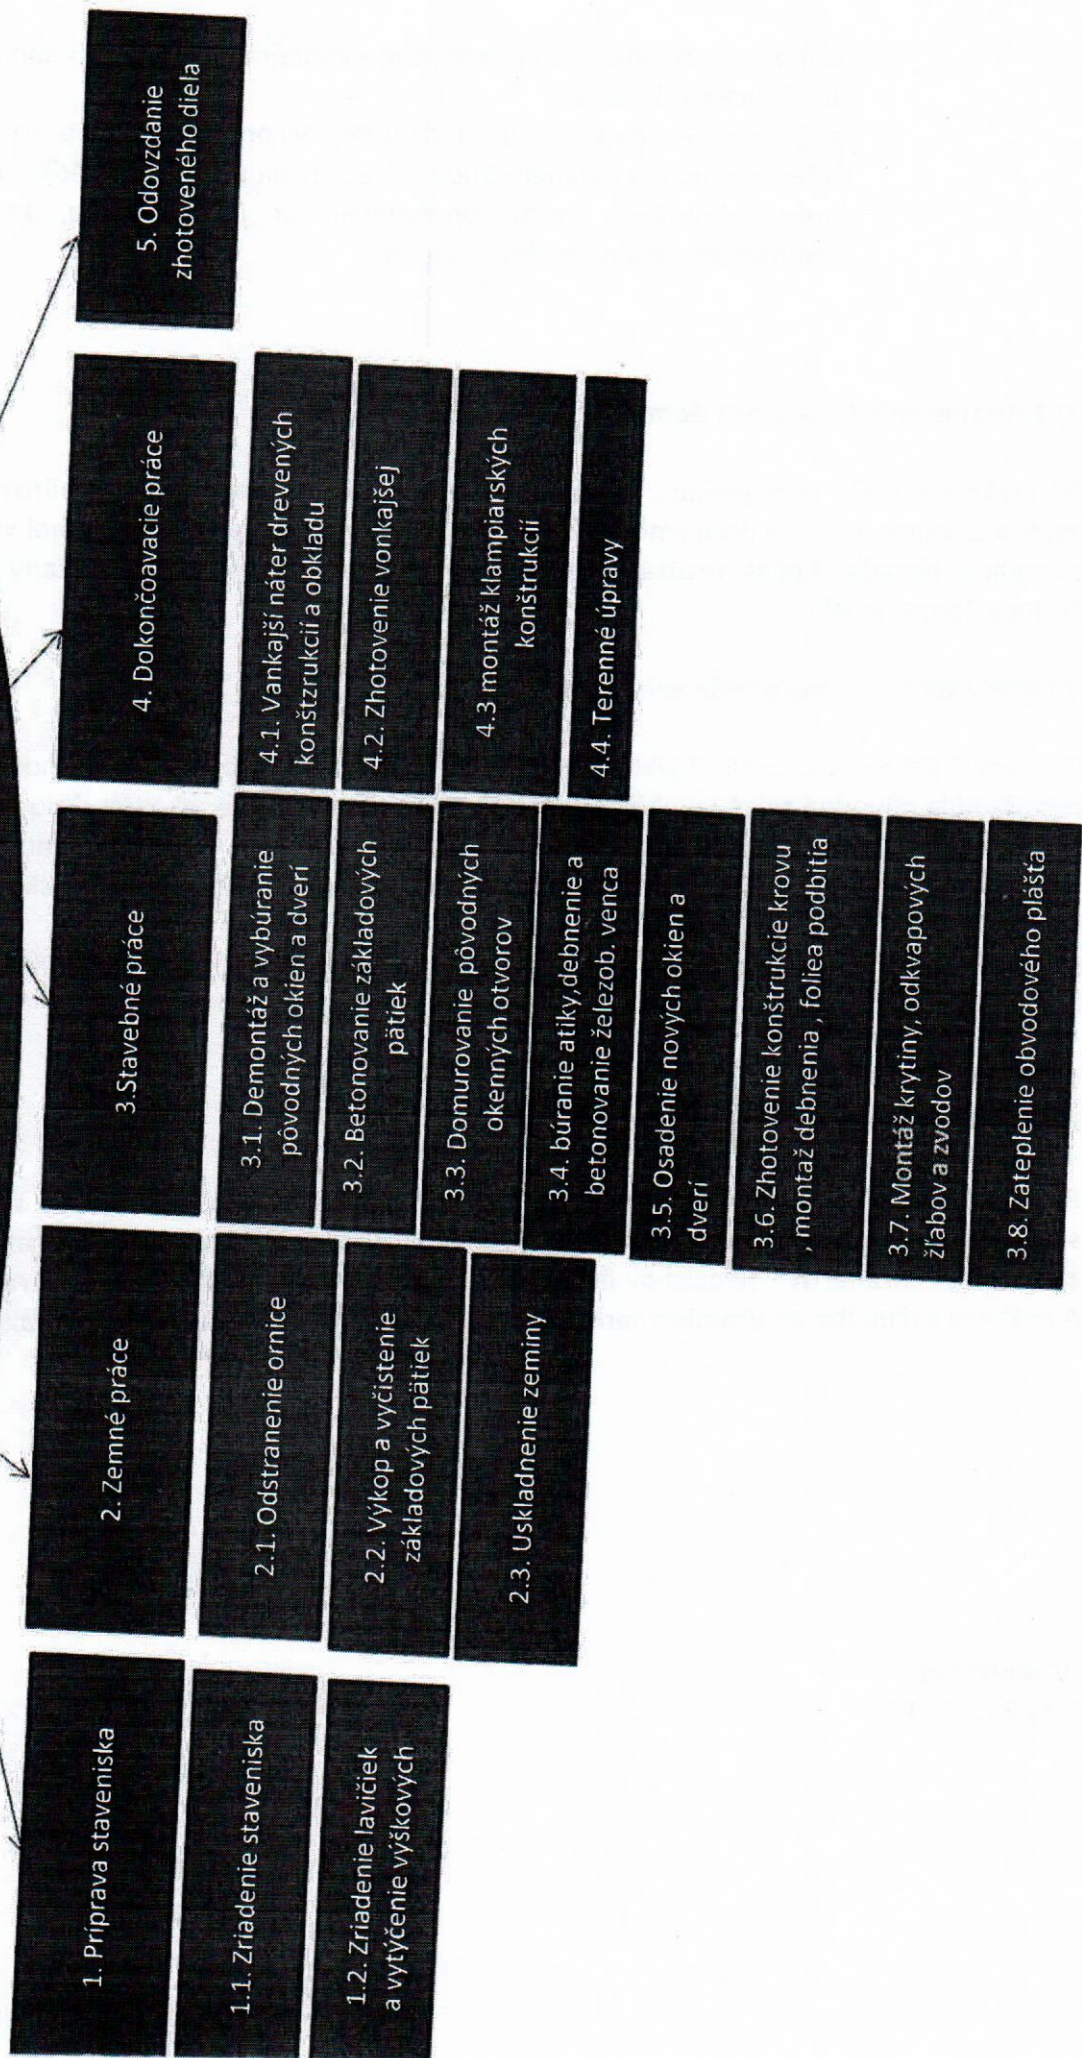 1. Príprava staveniska
1.1. Zriadenie staveniska
1.2. Zriadenie lavičiek
a vytýčenie výškových
2. Zemné práce
2.1. Odstranenie ornice
2.2. Výkop a vyčistenie
základových pätiek
2.3. Uskladnenie zeminy
3.Stavebné práce
3.1. Demontáž a vybúranie
pôvodných okien a dverí
3.2. Betonovanie základových
pätiek
3.3. Domurovanie pôvodných
okenných otvorov
3.4. búranie atiky,debnenie a
betonovanie železob. venca
3.5. Osadenie nových okien a
dverí
3.6. Zhotovenie konštrukcie krovu
, montaž debnenia , foliea podbitia
3.7. Montáž krytiny, odkvapových
žľabov a zvodov
3.8. Zateplenie obvodového plášťa
4. Dokončoavacie práce
4.1. Vankajší náter drevených
konštzrukcií a obkladu
4.2. Zhotovenie vonkajšej
4.3 montáž klampiarských
konštrukcií
4.4. Terenné úpravy
5. Odovzdanie
zhotoveného diela